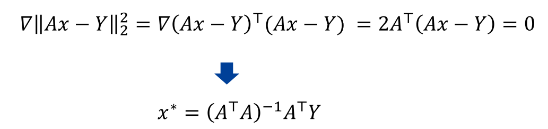 ∇‖Ax − Y‖₂² = ∇(Ax − Y)ᵀ(Ax − Y) = 2Aᵀ(Ax − Y) = 0
x* = (AᵀA)⁻¹AᵀY